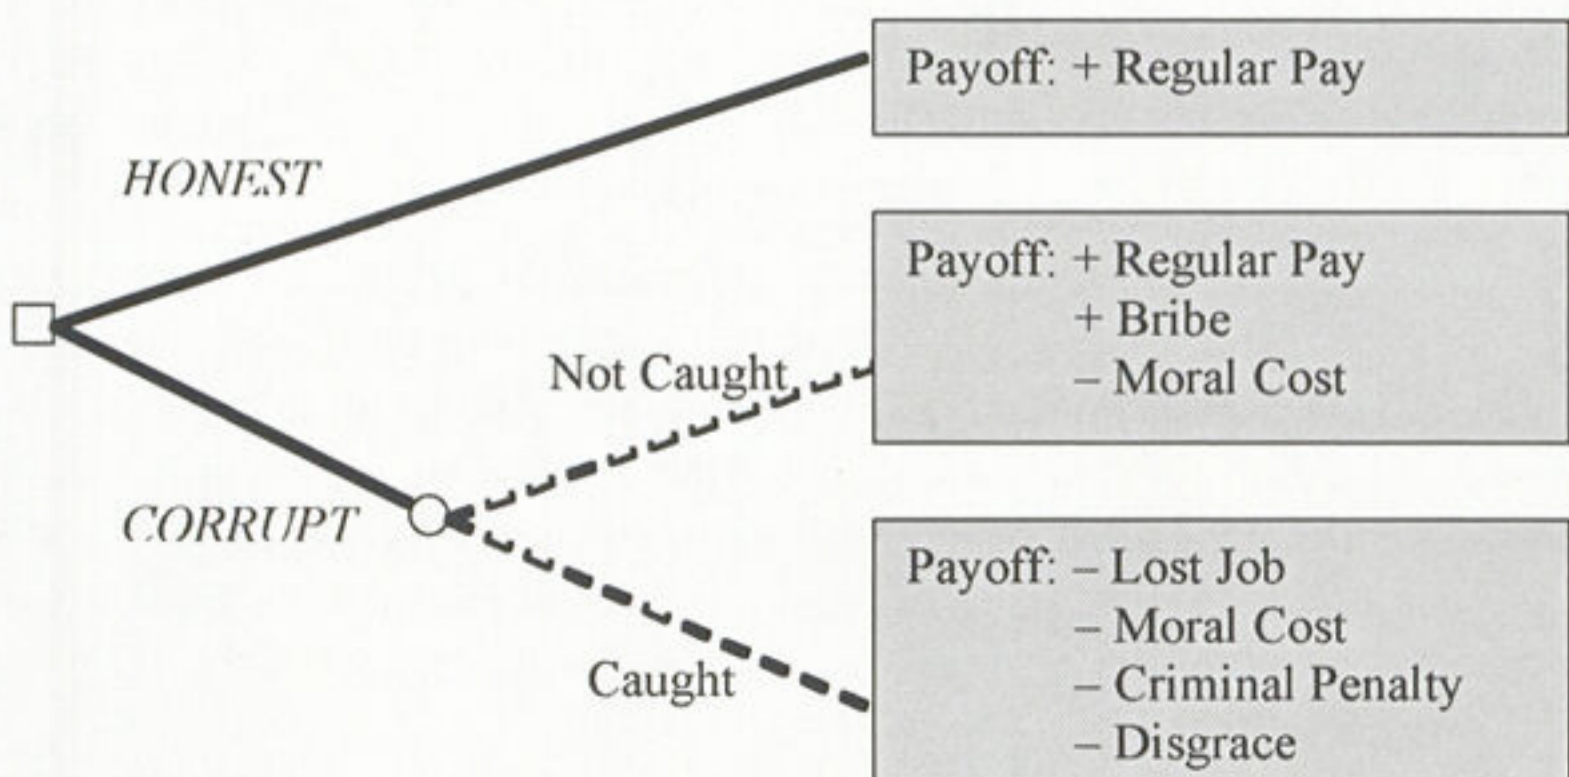 HONEST
CORRUPT
Not Caught
Caught
Payoff: + Regular Pay
Payoff: + Regular Pay
+ Bribe
– Moral Cost
Payoff: – Lost Job
– Moral Cost
– Criminal Penalty
– Disgrace